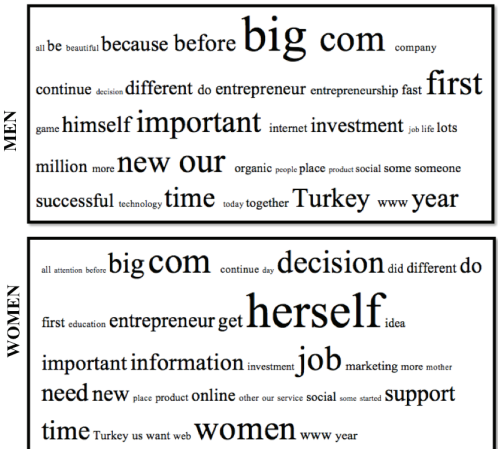 MEN
all be beautiful because before big com company
continue decision different do entrepreneur entrepreneurship fast first
game himself important internet investment job life lots
million more new our organic people place product social some someone
successful technology time today together Turkey www year
WOMEN
all attention before big com continue day decision did different do
first education entrepreneur get herself idea
important information investment job marketing more mother
need new place product online other our service social some started support
time Turkey us want web women www year